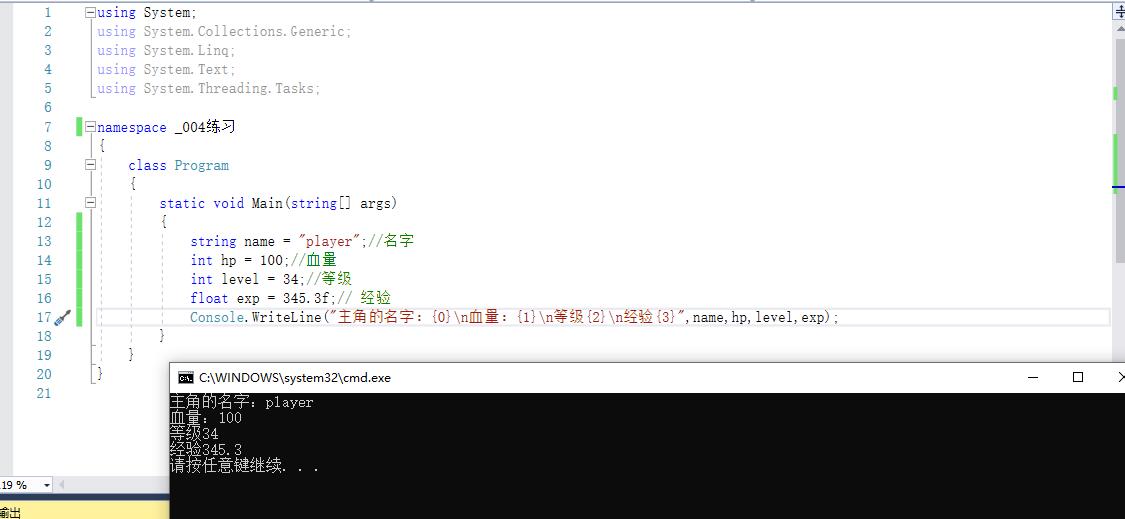 1 using System;
2 using System.Collections.Generic;
3 using System.Linq;
4 using System.Text;
5 using System.Threading.Tasks;
6
7 namespace _004练习
8 {
9 class Program
10 {
11 static void Main(string[] args)
12 {
13 string name = "player";//名字
14 int hp = 100;//血量
15 int level = 34;//等级
16 float exp = 345.3f;// 经验
17 Console.WriteLine("主角的名字: {0}\n血量: {1}\n等级{2}\n经验{3}",name,hp,level,exp);
18 }
19 }
20 }
21
C:\WINDOWS\system32\cmd.exe
主角的名字: player
血量: 100
等级34
经验345.3
请按任意键继续. . .
19 %
输出